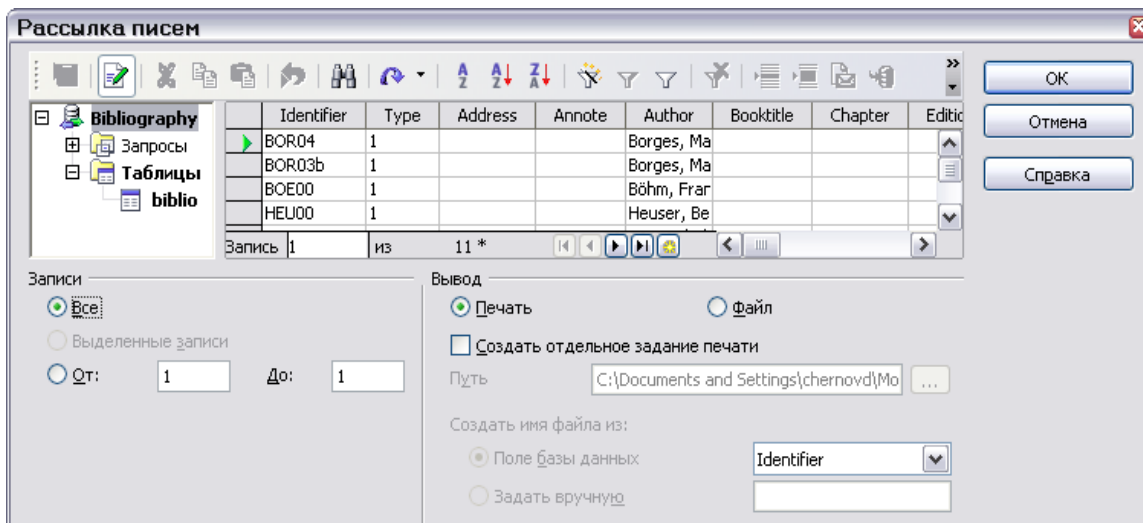 Рассылка писем
ОК
Bibliography Identifier Type Address Annote Author Booktitle Chapter Editic
Отмена
Запросы BOR04 1 Borges, Ma
Таблицы BOR03b 1 Borges, Ma
Справка
biblio BOE00 1 Böhm, Fran
HEU00 1 Heuser, Be
Запись 1 из 11 *
Записи
Все
Выделенные записи
От: 1 До: 1
Вывод
Печать Файл
Создать отдельное задание печати
Путь C:\Documents and Settings\chernovd\Mo ...
Создать имя файла из:
Поле базы данных Identifier
Задать вручную